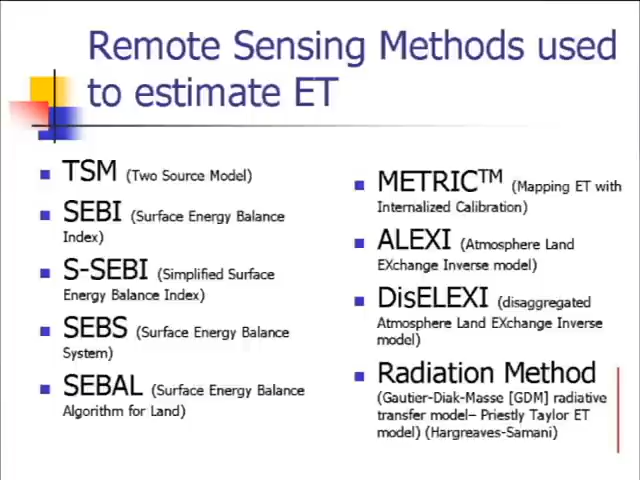 Remote Sensing Methods used
to estimate ET
TSM (Two Source Model)
SEBI (Surface Energy Balance
Index)
S-SEBI (Simplified Surface
Energy Balance Index)
SEBS (Surface Energy Balance
System)
SEBAL (Surface Energy Balance
Algorithm for Land)
METRIC™ (Mapping ET with
Internalized Calibration)
ALEXI (Atmosphere Land
EXchange Inverse model)
DisELEXI (disaggregated
Atmosphere Land EXchange Inverse
model)
Radiation Method
(Gautier-Diak-Masse [GDM] radiative
transfer model– Priestly Taylor ET
model) (Hargreaves-Samani)